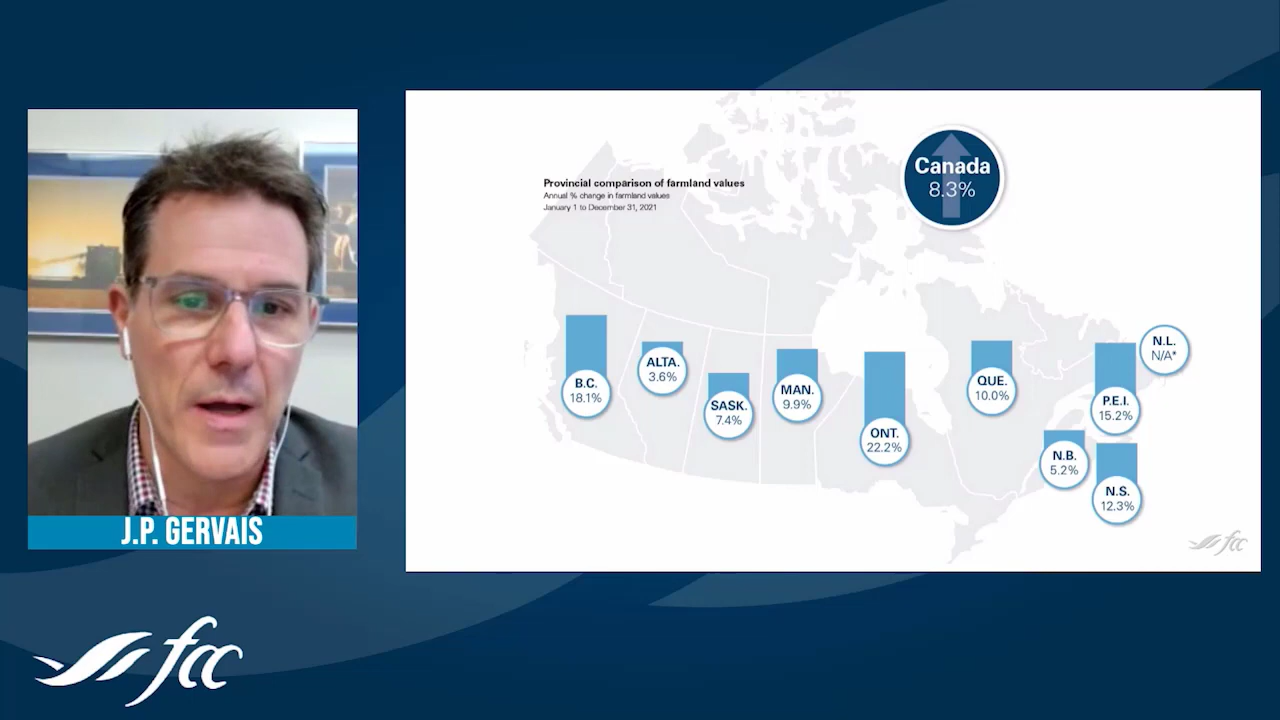 Provincial comparison of farmland values
Annual % change in farmland values
January 1 to December 31, 2021
Canada
8.3%
B.C.
18.1%
ALTA.
3.6%
SASK.
7.4%
MAN.
9.9%
ONT.
22.2%
QUE.
10.0%
N.L.
N/A*
P.E.I.
15.2%
N.B.
5.2%
N.S.
12.3%
fcc
J.P. GERVAIS
fcc